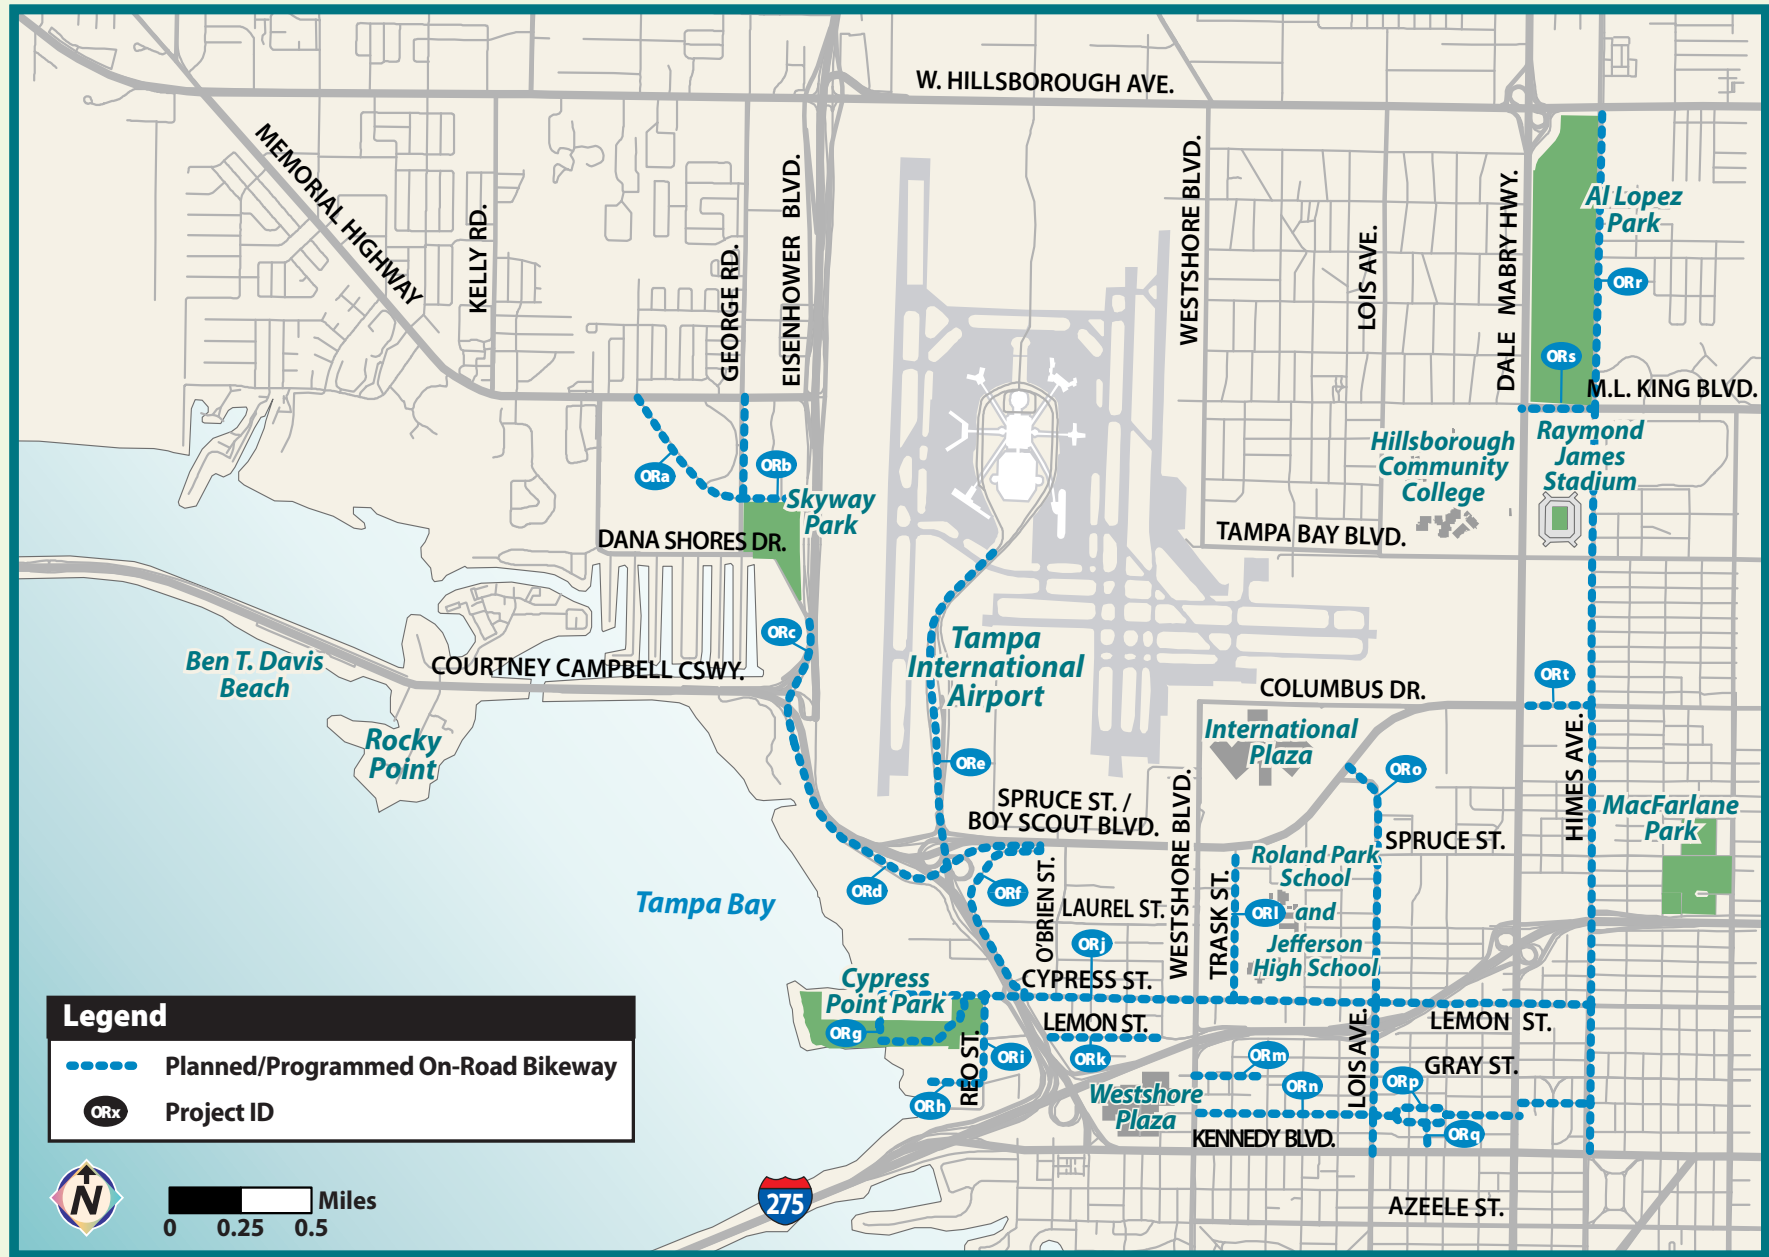 W. HILLSBOROUGH AVE.
MEMORIAL HIGHWAY
KELLY RD.
GEORGE RD.
EISENHOWER BLVD.
WESTSHORE BLVD.
LOIS AVE.
DALE MABRY HWY.
Al Lopez
Park
ORr
ORs
M.L. KING BLVD.
Hillsborough
Community
College
Raymond
James
Stadium
ORa
ORb
Skyway
Park
DANA SHORES DR.
TAMPA BAY BLVD.
ORc
Ben T. Davis
Beach
COURTNEY CAMPBELL CSWY.
Tampa
International
Airport
ORt
COLUMBUS DR.
Rocky
Point
International
Plaza
HIMES AVE.
ORe
ORo
SPRUCE ST. /
BOY SCOUT BLVD.
WESTSHORE BLVD.
MacFarlane
Park
SPRUCE ST.
Roland Park
School
and
Jefferson
High School
ORd
ORf
O'BRIEN ST.
TRASK ST.
ORl
Tampa Bay
LAUREL ST.
ORj
CYPRESS ST.
Cypress
Point Park
ORg
REO ST.
ORi
LEMON ST.
ORk
LOIS AVE.
LEMON ST.
ORm
GRAY ST.
ORh
Westshore
Plaza
ORn
ORp
ORq
KENNEDY BLVD.
AZEELE ST.
275
Legend
Planned/Programmed On-Road Bikeway
ORx Project ID
N
Miles
0 0.25 0.5